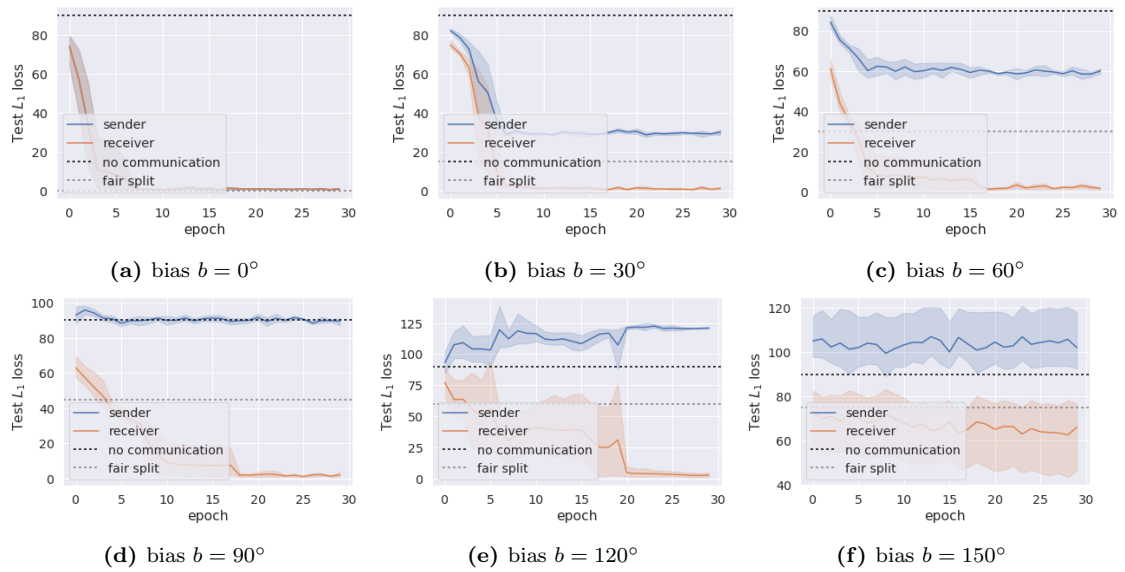 80
60
40
20
0
Test L₁ loss
sender
receiver
no communication
fair split
0 5 10 15 20 25 30
epoch
(a) bias b = 0°
80
60
40
20
0
Test L₁ loss
sender
receiver
no communication
fair split
0 5 10 15 20 25 30
epoch
(b) bias b = 30°
80
60
40
20
0
Test L₁ loss
sender
receiver
no communication
fair split
0 5 10 15 20 25 30
epoch
(c) bias b = 60°
100
80
60
40
20
0
Test L₁ loss
sender
receiver
no communication
fair split
0 5 10 15 20 25 30
epoch
(d) bias b = 90°
125
100
75
50
25
0
Test L₁ loss
sender
receiver
no communication
fair split
0 5 10 15 20 25 30
epoch
(e) bias b = 120°
120
100
80
60
40
Test L₁ loss
sender
receiver
no communication
fair split
0 5 10 15 20 25 30
epoch
(f) bias b = 150°